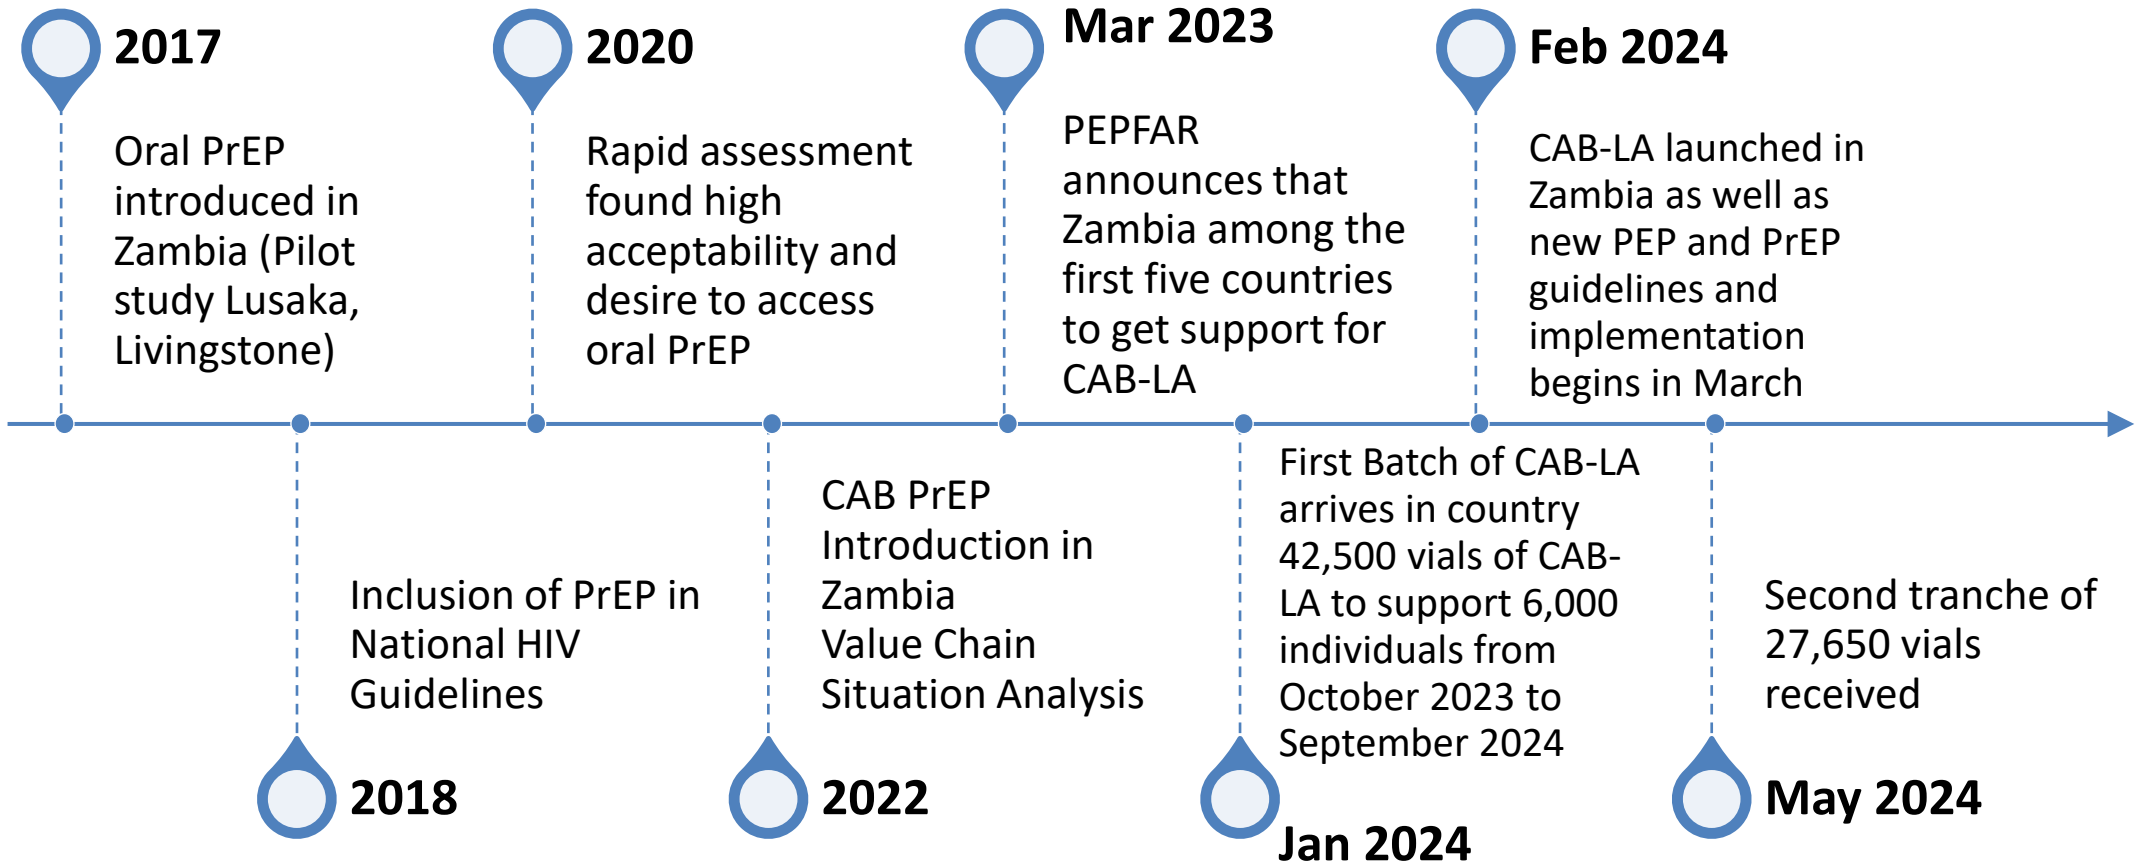 2017
Oral PrEP
introduced in
Zambia (Pilot
study Lusaka,
Livingstone)
2018
Inclusion of PrEP in
National HIV
Guidelines
2020
Rapid assessment
found high
acceptability and
desire to access
oral PrEP
2022
CAB PrEP
Introduction in
Zambia
Value Chain
Situation Analysis
Mar 2023
PEPFAR
announces that
Zambia among the
first five countries
to get support for
CAB-LA
Jan 2024
First Batch of CAB-LA
arrives in country
42,500 vials of CAB-
LA to support 6,000
individuals from
October 2023 to
September 2024
Feb 2024
CAB-LA launched in
Zambia as well as
new PEP and PrEP
guidelines and
implementation
begins in March
May 2024
Second tranche of
27,650 vials
received